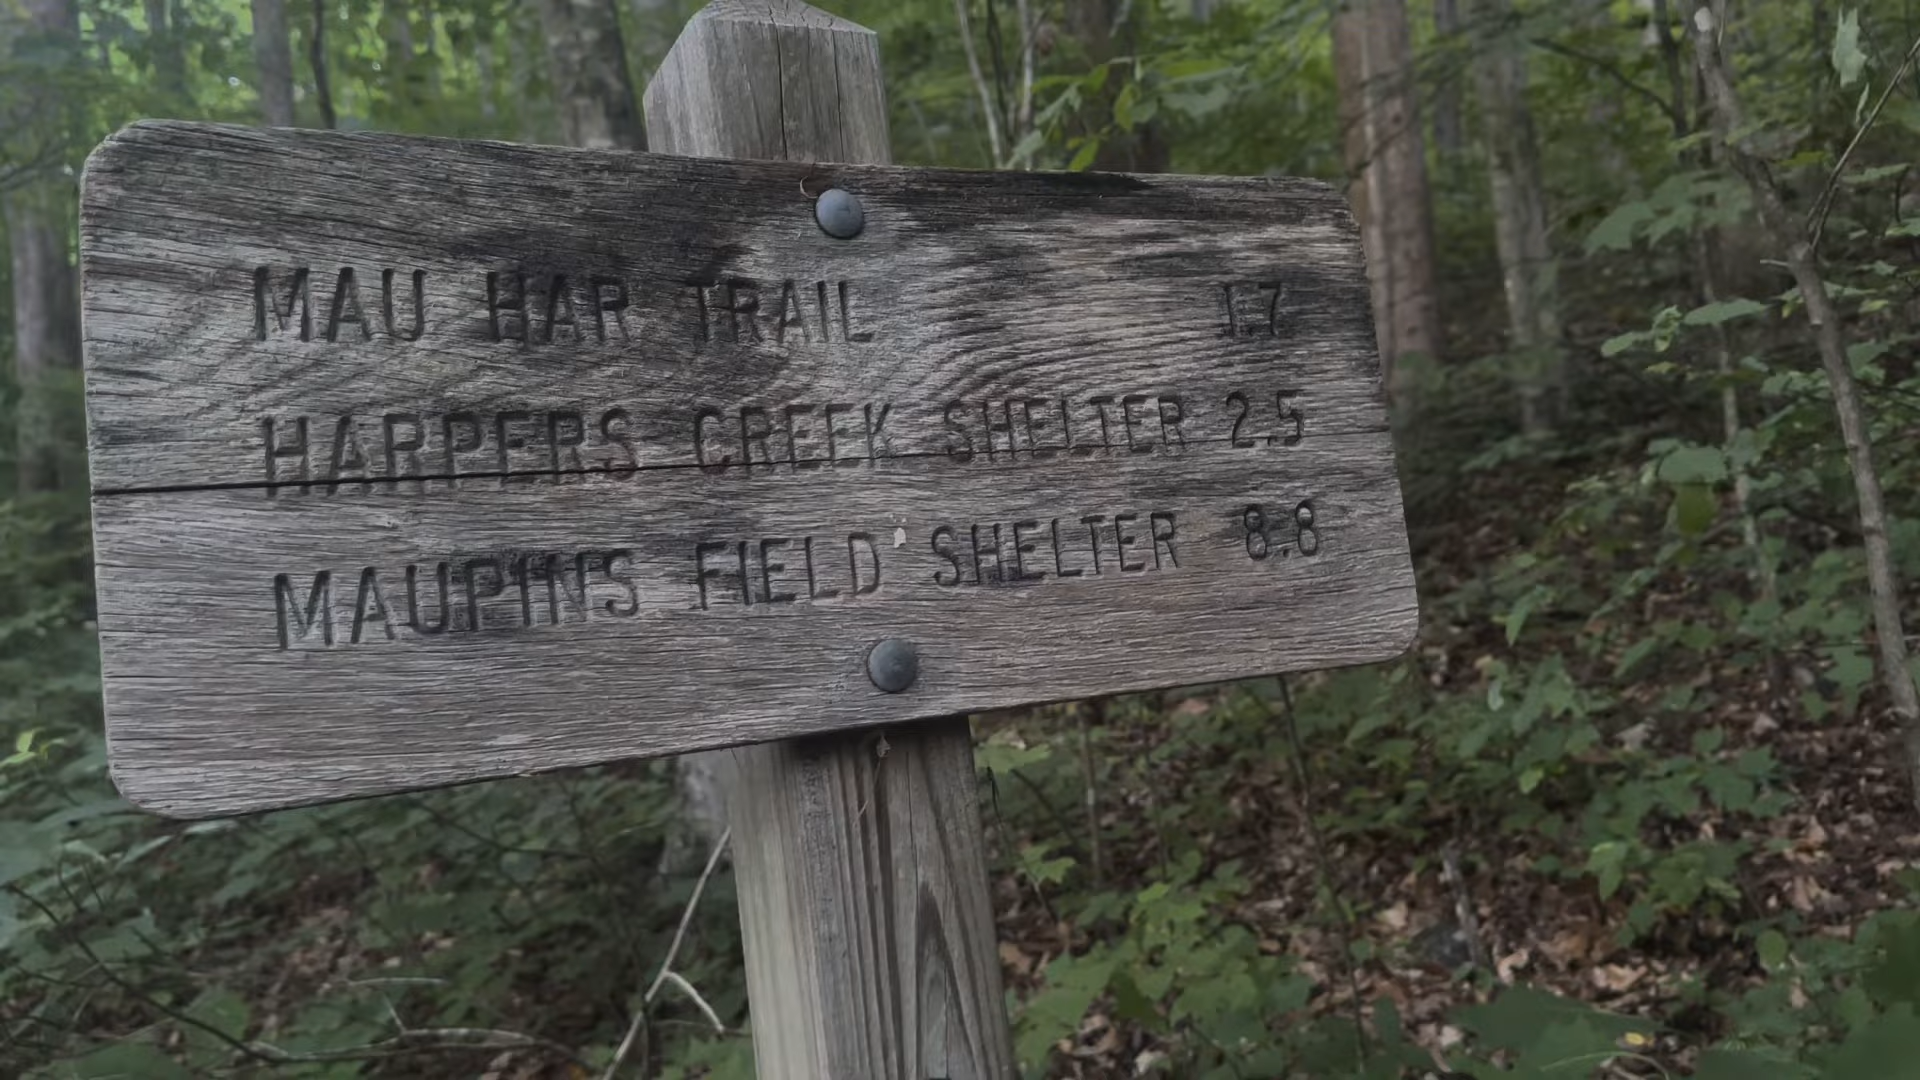 MAU HAR TRAIL 1.7
HARPERS CREEK SHELTER 2.5
MAUPINS FIELD SHELTER 8.8